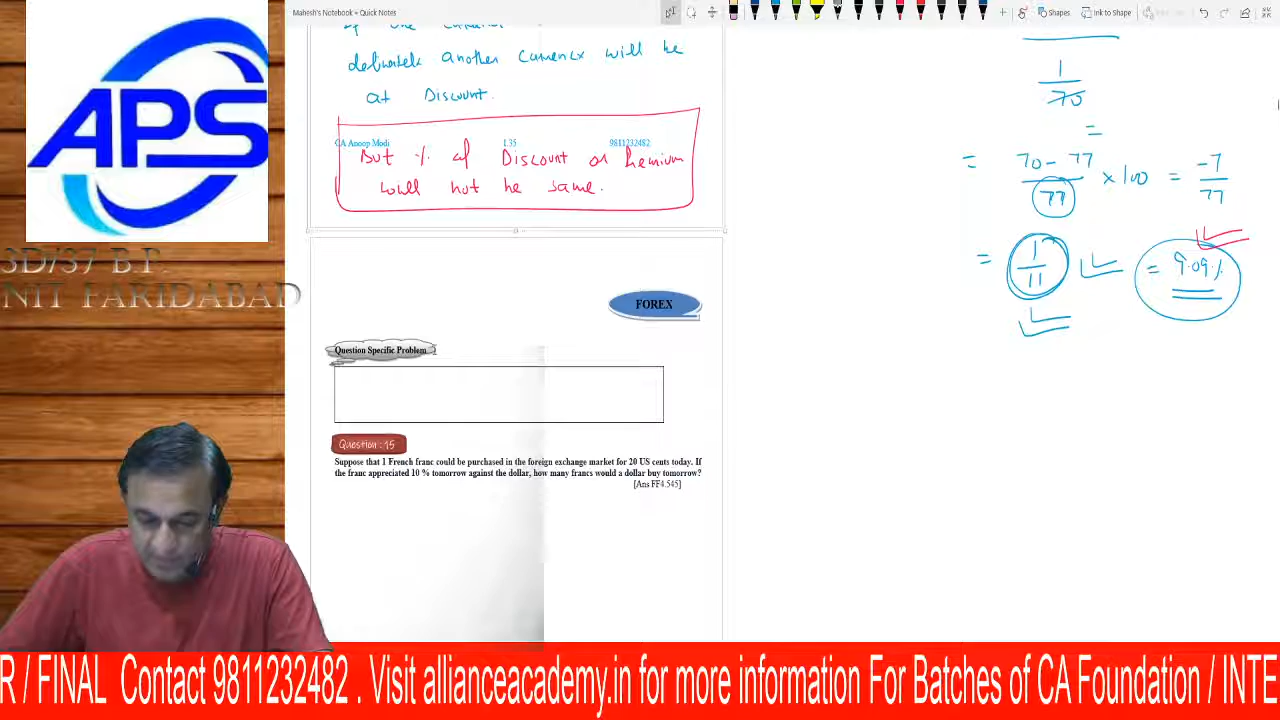 Mahesh's Notebook » Quick Notes
Shapes
Ink to Shape
APS
3D/37 B.P.
NIT FARIDABAD
definitely another currency will be
at Discount.
CA Anoop Modi 1.35 9811232482
But % of Discount or Premium
will not be same.
FOREX
Question Specific Problem
Question : 15
Suppose that 1 French franc could be purchased in the foreign exchange market for 20 US cents today. If
the franc appreciated 10 % tomorrow against the dollar, how many francs would a dollar buy tomorrow?
[Ans FF4.545]
1
70
=
= 70 - 77 × 100 = -7
77 77
= 1 = 9.09%
11
R / FINAL Contact 9811232482 . Visit allianceacademy.in for more information For Batches of CA Foundation / INTE